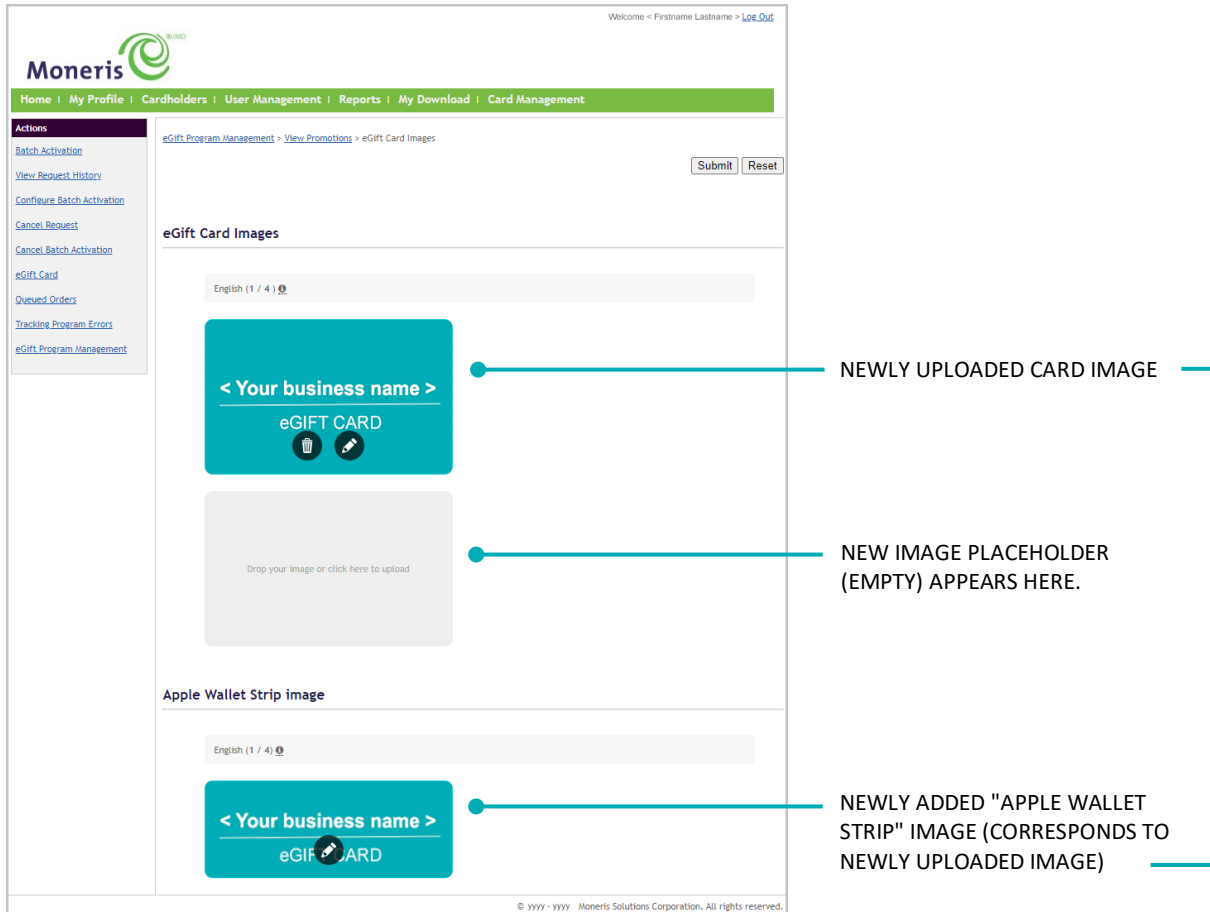 Welcome < Firstname Lastname > Log Out
®/MD
Moneris
Home | My Profile | Cardholders | User Management | Reports | My Download | Card Management
Actions
Batch Activation
View Request History
Configure Batch Activation
Cancel Request
Cancel Batch Activation
eGift Card
Queued Orders
Tracking Program Errors
eGift Program Management
eGift Program Management > View Promotions > eGift Card Images
Submit Reset
eGift Card Images
English (1 / 4 )
< Your business name >
eGIFT CARD
NEWLY UPLOADED CARD IMAGE
Drop your image or click here to upload
NEW IMAGE PLACEHOLDER
(EMPTY) APPEARS HERE.
Apple Wallet Strip image
English (1 / 4)
< Your business name >
eGIF CARD
NEWLY ADDED "APPLE WALLET
STRIP" IMAGE (CORRESPONDS TO
NEWLY UPLOADED IMAGE)
© yyyy - yyyy Moneris Solutions Corporation. All rights reserved.